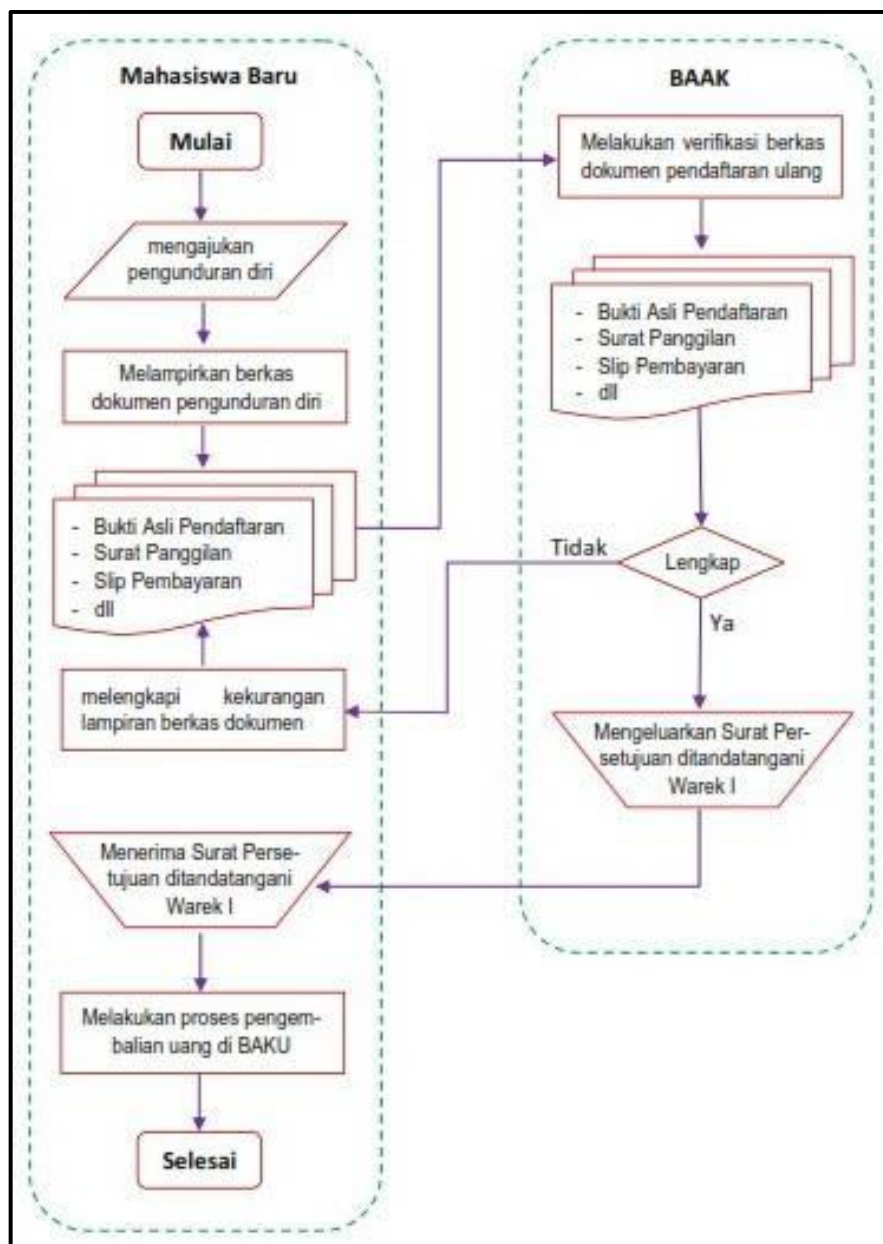 Mahasiswa Baru
Mulai
mengajukan
pengunduran diri
Melampirkan berkas
dokumen pengunduran diri
- Bukti Asli Pendaftaran
- Surat Panggilan
- Slip Pembayaran
- dll
melengkapi kekurangan
lampiran berkas dokumen
Menerima Surat Perse-
tujuan ditandatangani
Warek I
Melakukan proses pengem-
balian uang di BAKU
Selesai
BAAK
Melakukan verifikasi berkas
dokumen pendaftaran ulang
- Bukti Asli Pendaftaran
- Surat Panggilan
- Slip Pembayaran
- dll
Lengkap
Tidak
Ya
Mengeluarkan Surat Per-
setujuan ditandatangani
Warek I